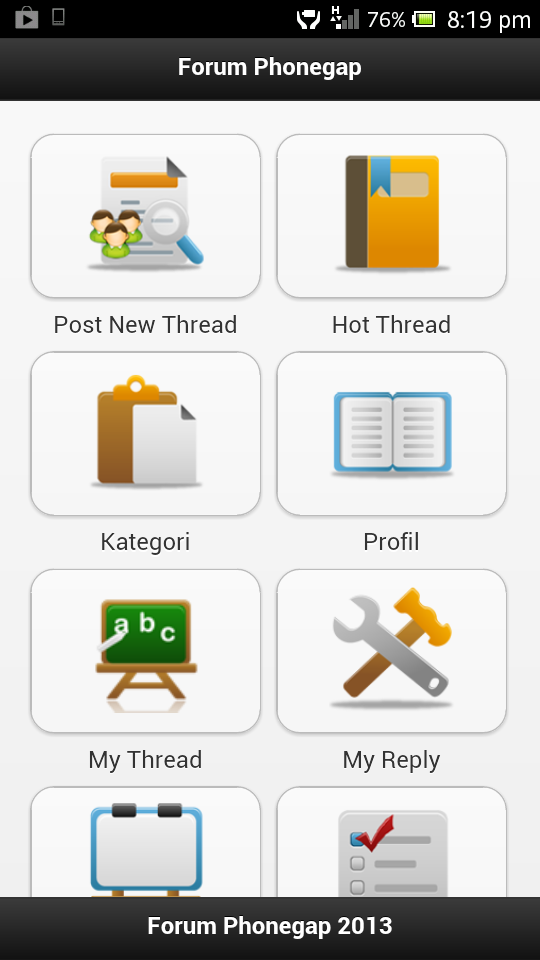 H 76% 8:19 pm
Forum Phonegap
Post New Thread Hot Thread
Kategori Profil
a b c
My Thread My Reply
Forum Phonegap 2013